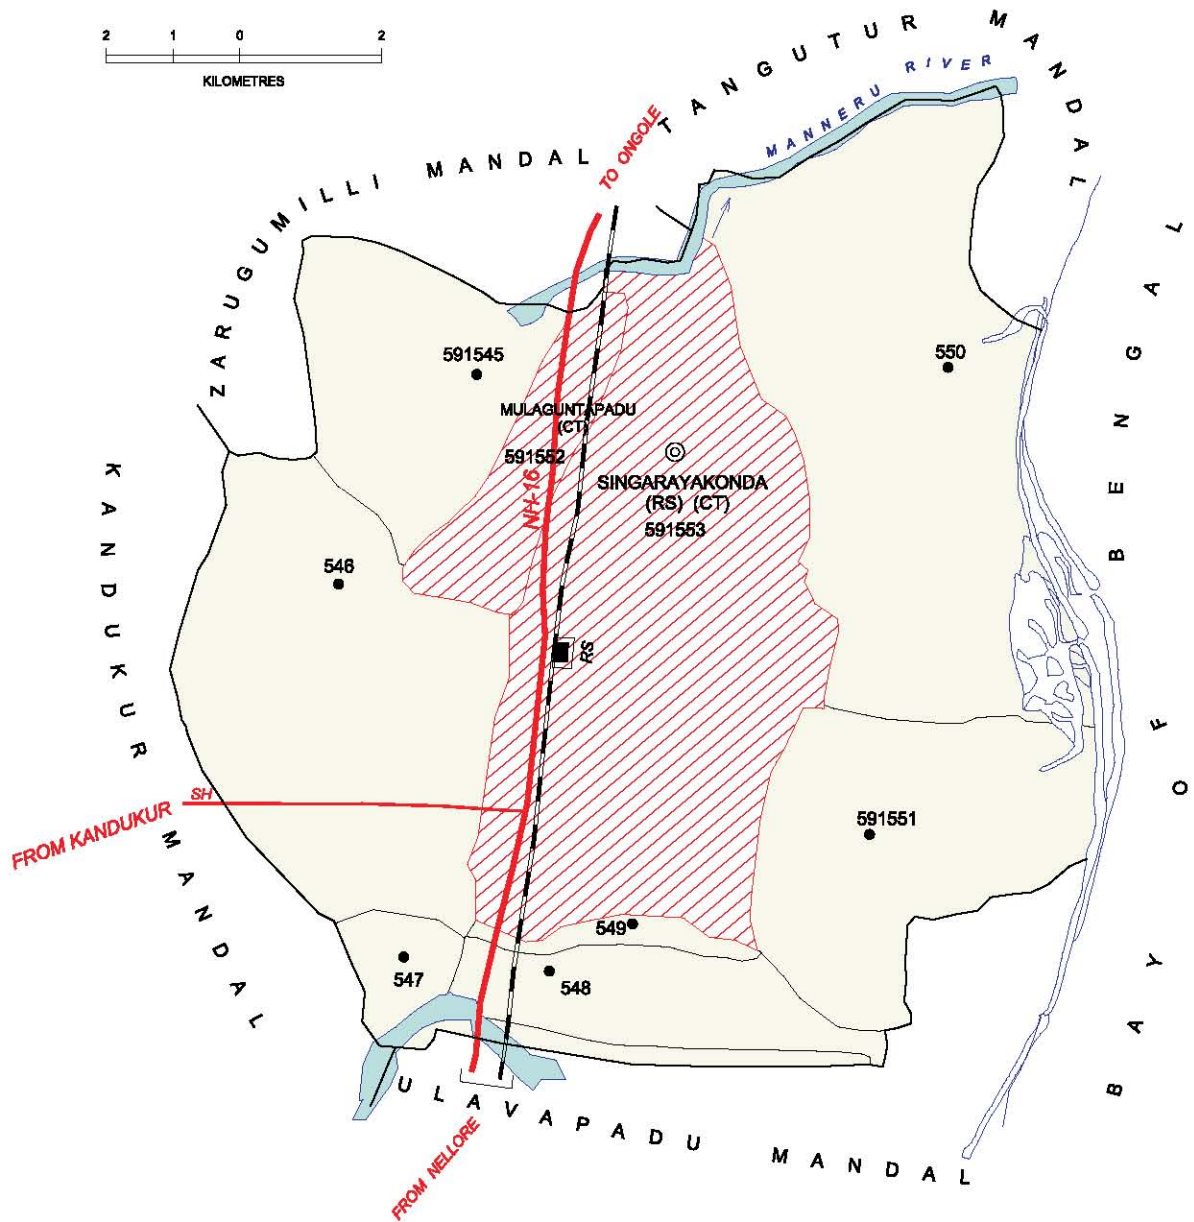 2 1 0 2
KILOMETRES
ZARUGUMILLI MANDAL
TANGUTUR MANDAL
MANNERU RIVER
TO ONGOLE
591545
550
MULAGUNTAPADU
(CT)
591552
NH-16
SINGARAYAKONDA
(RS) (CT)
591553
KANDUKUR MANDAL
546
RS
SH
FROM KANDUKUR
591551
549
547
548
BAY OF BENGAL
ULAVAPADU MANDAL
FROM NELLORE